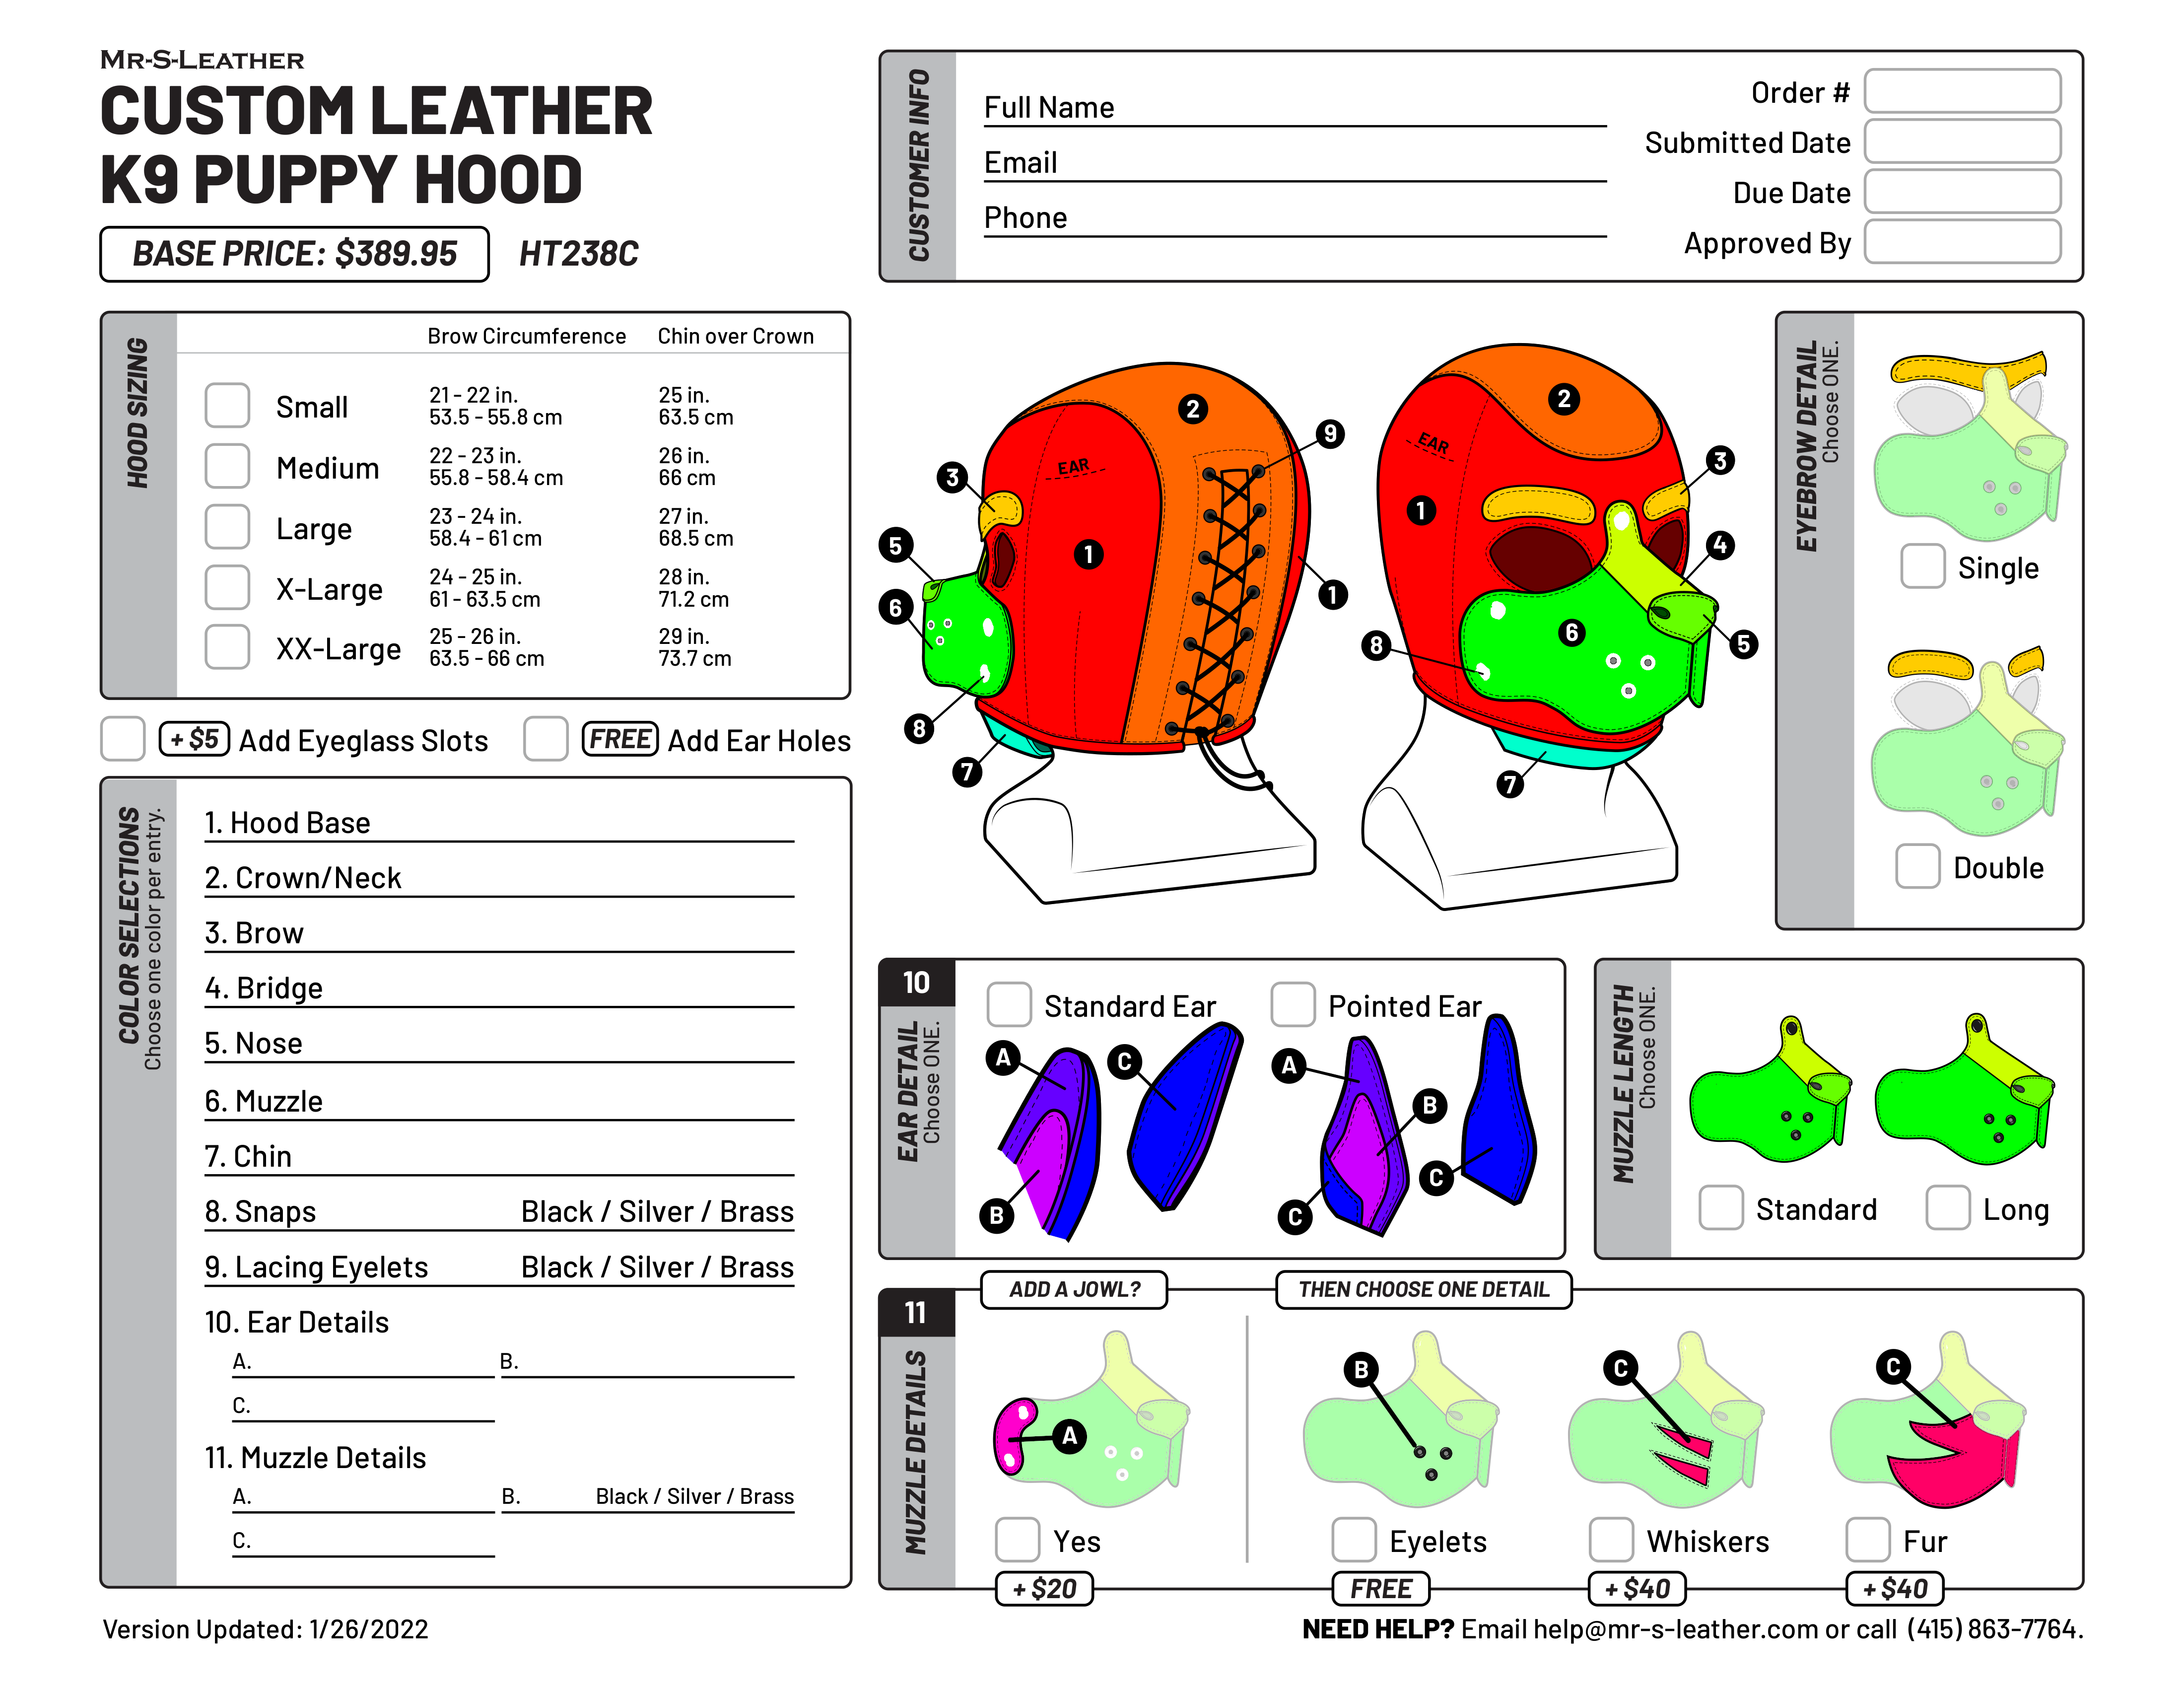 MR-S-LEATHER
CUSTOM LEATHER
K9 PUPPY HOOD
BASE PRICE: $389.95
HT238C
CUSTOMER INFO
Full Name
Email
Phone
Order #
Submitted Date
Due Date
Approved By
HOOD SIZING
Brow Circumference Chin over Crown
Small 21 - 22 in. 25 in.
53.5 - 55.8 cm 63.5 cm
Medium 22 - 23 in. 26 in.
55.8 - 58.4 cm 66 cm
Large 23 - 24 in. 27 in.
58.4 - 61 cm 68.5 cm
X-Large 24 - 25 in. 28 in.
61 - 63.5 cm 71.2 cm
XX-Large 25 - 26 in. 29 in.
63.5 - 66 cm 73.7 cm
+ $5 Add Eyeglass Slots
FREE Add Ear Holes
COLOR SELECTIONS
Choose one color per entry.
1. Hood Base
2. Crown/Neck
3. Brow
4. Bridge
5. Nose
6. Muzzle
7. Chin
8. Snaps Black / Silver / Brass
9. Lacing Eyelets Black / Silver / Brass
10. Ear Details
A. B.
C.
11. Muzzle Details
A. B. Black / Silver / Brass
C.
2
9
EAR
3
1
5
6
1
8
7
2
EAR
3
1
4
6
5
8
7
EYEBROW DETAIL
Choose ONE.
Single
Double
10
EAR DETAIL
Choose ONE.
Standard Ear
A
C
B
Pointed Ear
A
B
C
C
MUZZLE LENGTH
Choose ONE.
Standard
Long
11
MUZZLE DETAILS
ADD A JOWL?
THEN CHOOSE ONE DETAIL
A
B
C
C
Yes
Eyelets
Whiskers
Fur
+ $20
FREE
+ $40
+ $40
Version Updated: 1/26/2022
NEED HELP? Email help@mr-s-leather.com or call (415) 863-7764.